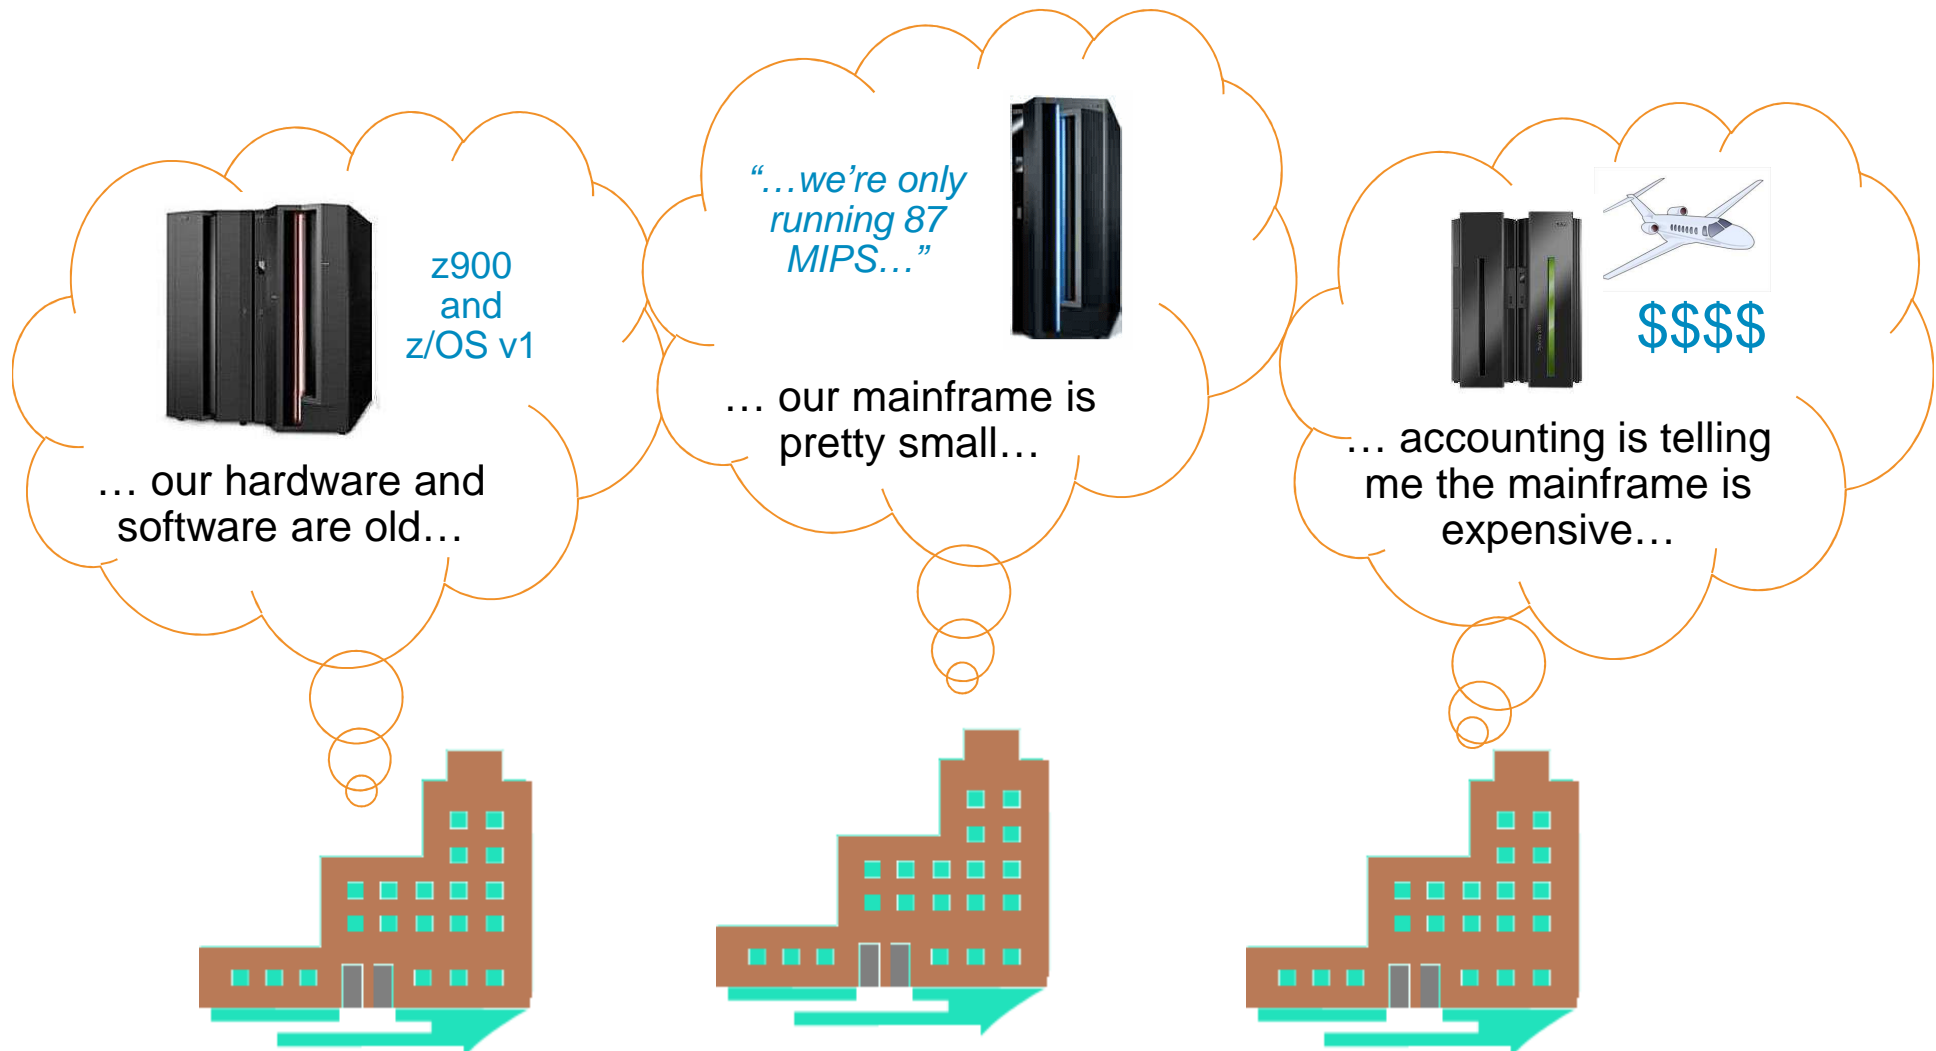 z900
and
z/OS v1
… our hardware and
software are old…
“…we’re only
running 87
MIPS…”
… our mainframe is
pretty small…
$$$$
… accounting is telling
me the mainframe is
expensive…